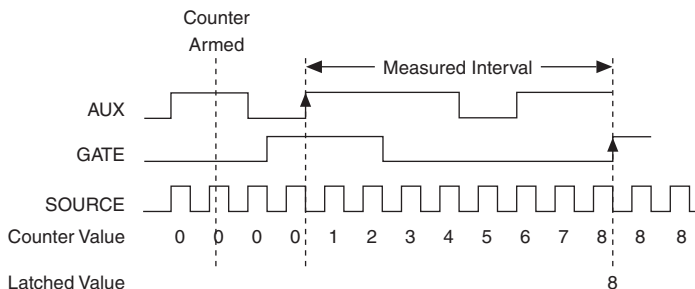 Counter
Armed
Measured Interval
AUX
GATE
SOURCE
Counter Value 0 0 0 0 1 2 3 4 5 6 7 8 8 8
Latched Value 8